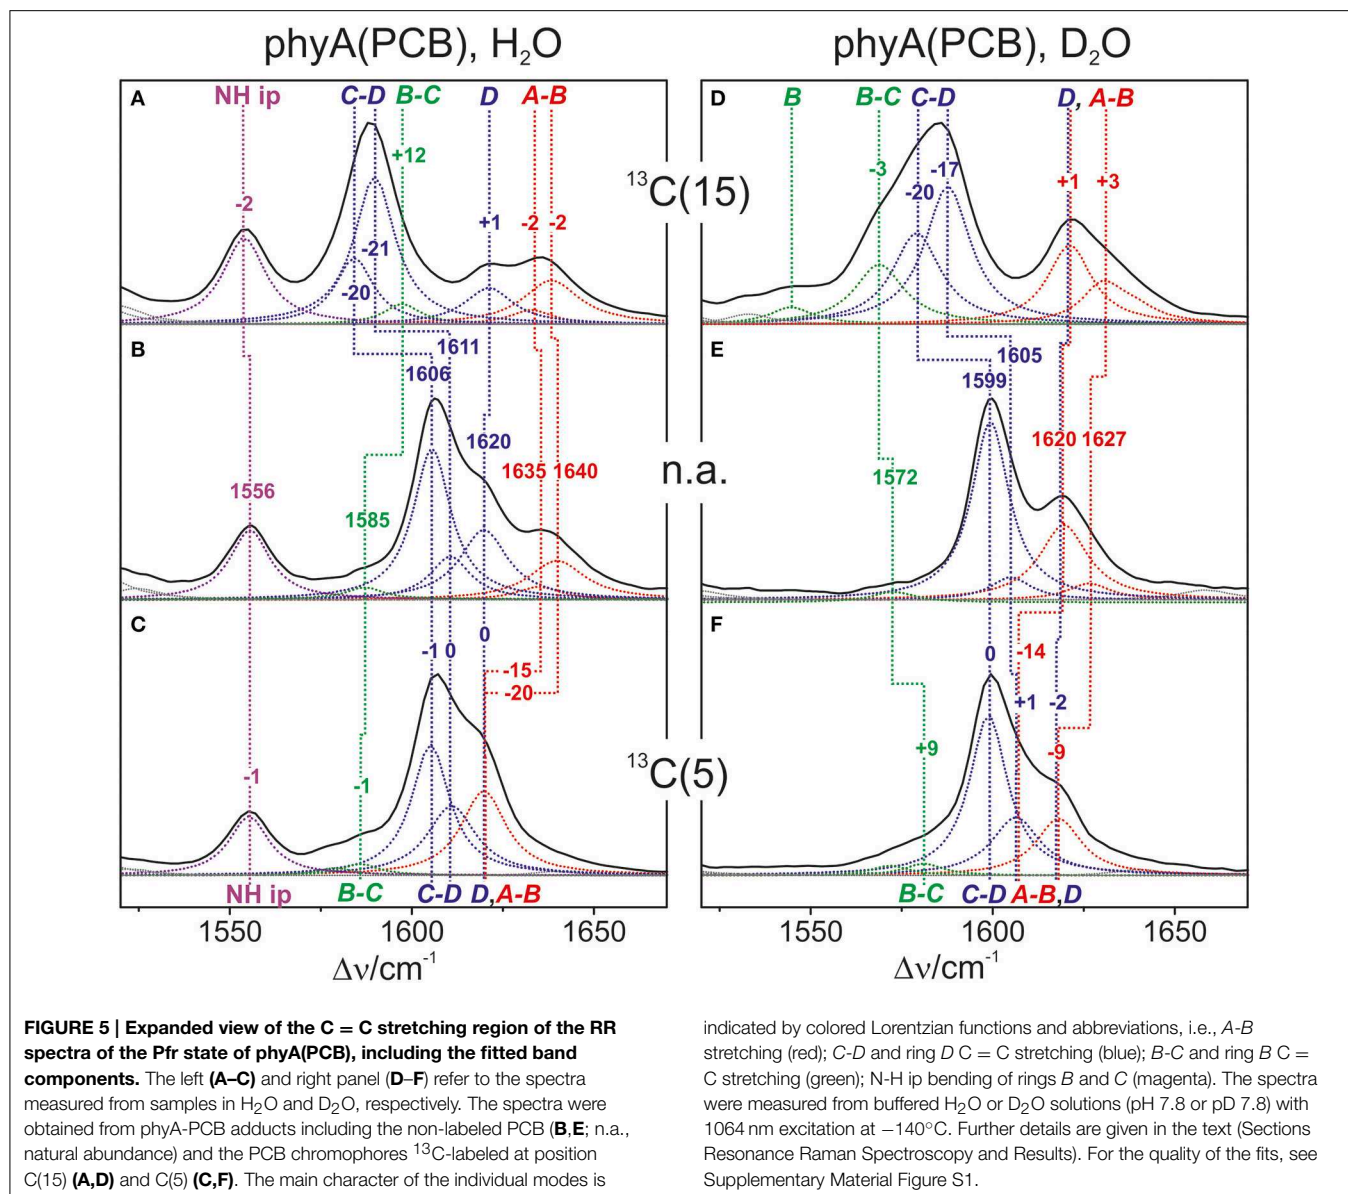 phyA(PCB), H₂O
phyA(PCB), D₂O
A
NH ip
C-D
B-C
D
A-B
+12
-2
-21
-20
+1
-2
-2
¹³C(15)
D
B
B-C
C-D
D, A-B
-3
-17
-20
+1
+3
B
1611
1606
1620
1635
1640
1556
1585
n.a.
E
1605
1599
1620
1627
1572
C
-1
0
0
-15
-20
-1
-1
NH ip
B-C
C-D
D,A-B
¹³C(5)
F
0
-14
+1
-2
+9
-9
B-C
C-D
A-B,D
1550
1600
1650
Δν/cm⁻¹
1550
1600
1650
Δν/cm⁻¹
FIGURE 5 | Expanded view of the C = C stretching region of the RR
spectra of the Pfr state of phyA(PCB), including the fitted band
components. The left (A–C) and right panel (D–F) refer to the spectra
measured from samples in H₂O and D₂O, respectively. The spectra were
obtained from phyA-PCB adducts including the non-labeled PCB (B,E; n.a.,
natural abundance) and the PCB chromophores ¹³C-labeled at position
C(15) (A,D) and C(5) (C,F). The main character of the individual modes is
indicated by colored Lorentzian functions and abbreviations, i.e., A-B
stretching (red); C-D and ring D C = C stretching (blue); B-C and ring B C =
C stretching (green); N-H ip bending of rings B and C (magenta). The spectra
were measured from buffered H₂O or D₂O solutions (pH 7.8 or pD 7.8) with
1064 nm excitation at −140°C. Further details are given in the text (Sections
Resonance Raman Spectroscopy and Results). For the quality of the fits, see
Supplementary Material Figure S1.